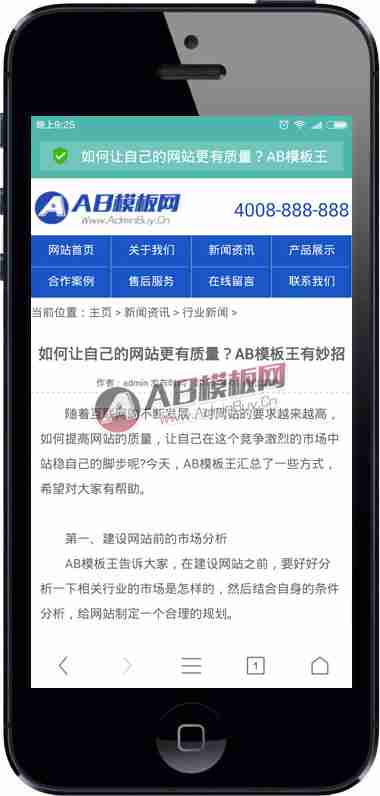 晚上9:25
如何让自己的网站更有质量？AB模板王
AB模板网
Www.AdminBuy.Cn
4008-888-888
网站首页 关于我们 新闻资讯 产品展示
合作案例 售后服务 在线留言 联系我们
当前位置：主页 > 新闻资讯 > 行业新闻 >
如何让自己的网站更有质量？AB模板王有妙招
作者：admin
AB模板网
www.adminbuy.cn
随着互联网的不断发展，对网站的要求越来越高，
如何提高网站的质量，让自己在这个竞争激烈的市场中
站稳自己的脚步呢?今天，AB模板王汇总了一些方式，
希望对大家有帮助。
第一、建设网站前的市场分析
AB模板王告诉大家，在建设网站之前，要好好分
析一下相关行业的市场是怎样的，然后结合自身的条件
分析，给网站制定一个合理的规划。
1